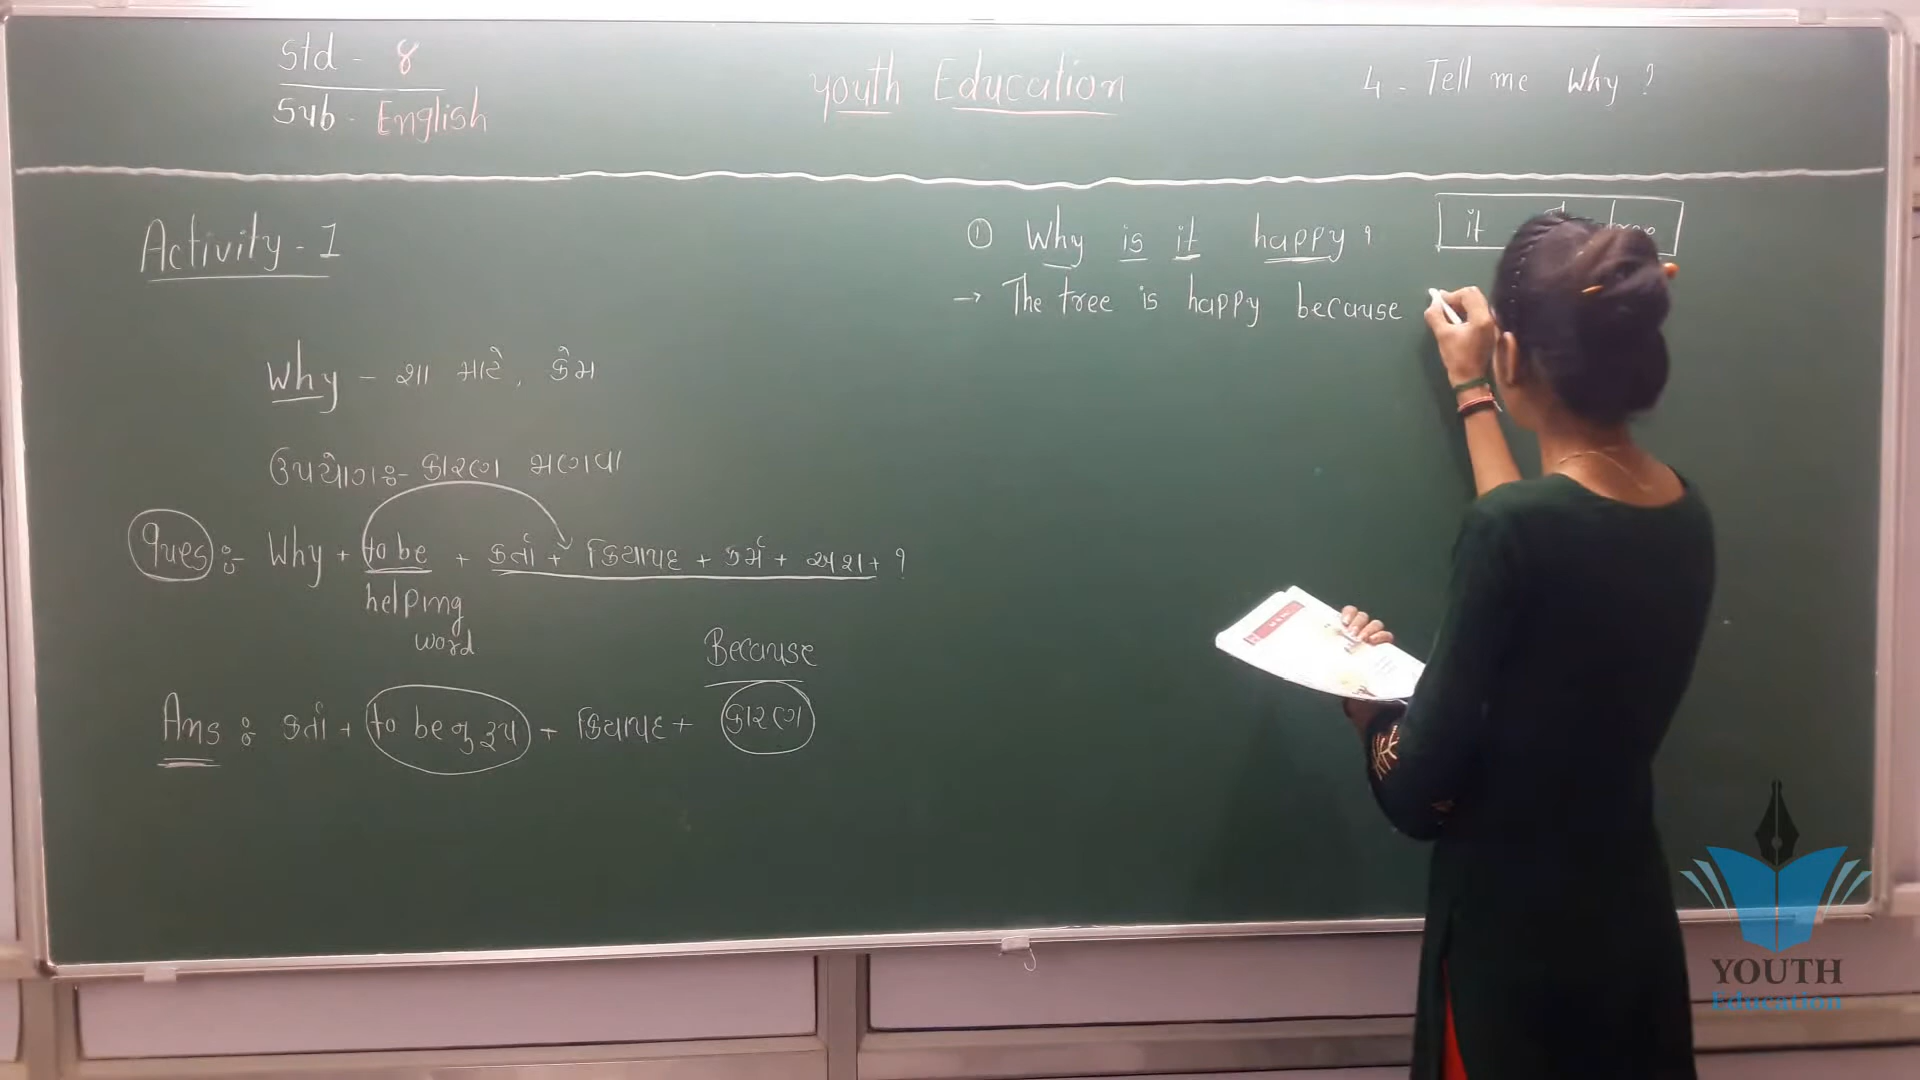 Std - 8
Sub - English
Youth Education
4 - Tell me Why ?
Activity - 1
Why - શા માટે, કેમ
ઉપયોગઃ- કારણ જાણવા
Ques :- Why + to be + કર્તા + ક્રિયાપદ + કર્મ + અશા + ?
helping
word
Because
Ans : કર્તા + to be નુ રૂપ + ક્રિયાપદ + કારણ
① Why is it happy ?
it
→ The tree is happy because
YOUTH
Education